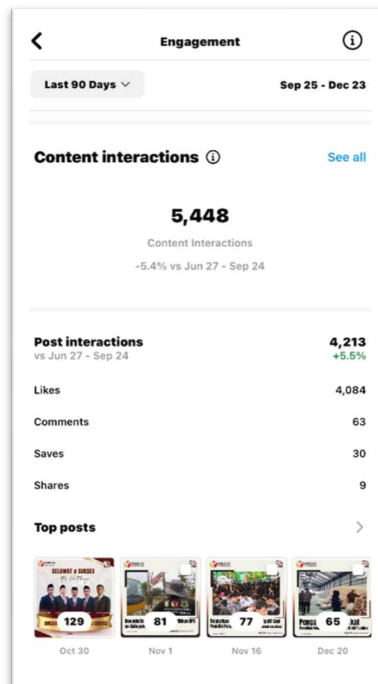 Engagement
Last 90 Days
Sep 25 - Dec 23
Content interactions
See all
5,448
Content Interactions
-5.4% vs Jun 27 - Sep 24
Post interactions
4,213
vs Jun 27 - Sep 24
+5.5%
Likes
4,084
Comments
63
Saves
30
Shares
9
Top posts
SELAMAT & SUKSES
129
81
77
65
Oct 30
Nov 1
Nov 16
Dec 20